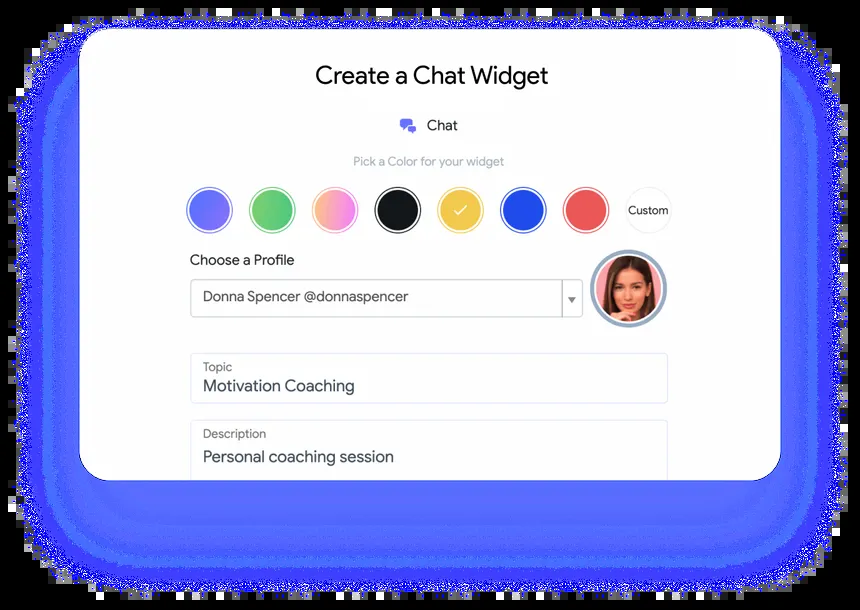 Create a Chat Widget
Chat
Pick a Color for your widget
Custom
Choose a Profile
Donna Spencer @donnaspencer
Topic
Motivation Coaching
Description
Personal coaching session